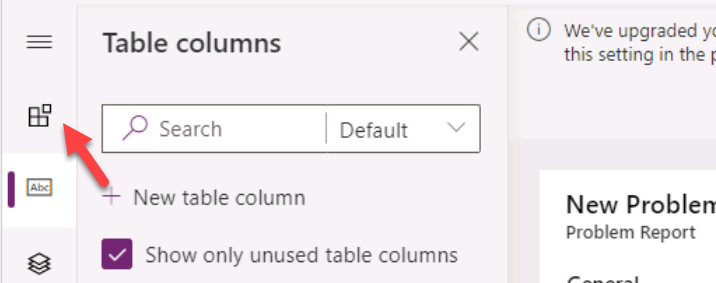 Table columns
Search
Default
Abc
New table column
Show only unused table columns
We've upgraded
this setting in the
New Problem
Problem Report
General